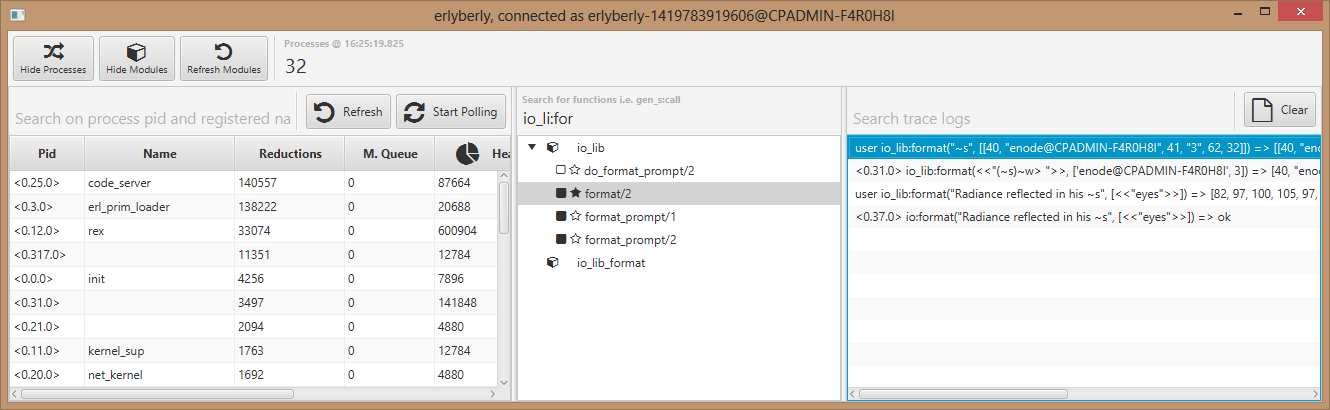 erlyberly, connected as erlyberly-1419783919606@CPADMIN-F4R0H8I
Hide Processes
Hide Modules
Refresh Modules
Processes @ 16:25:19.825
32
Search on process pid and registered na
Refresh
Start Polling
Pid Name Reductions M. Queue Hea
<0.25.0> code_server 140557 0 87664
<0.3.0> erl_prim_loader 138222 0 20688
<0.12.0> rex 33074 0 600904
<0.317.0> 11351 0 12784
<0.0.0> init 4256 0 7896
<0.31.0> 3497 0 141848
<0.21.0> 2094 0 4880
<0.11.0> kernel_sup 1763 0 12784
<0.20.0> net_kernel 1692 0 4880
Search for functions i.e. gen_s:call
io_li:for
io_lib
do_format_prompt/2
format/2
format_prompt/1
format_prompt/2
io_lib_format
Search trace logs
Clear
user io_lib:format("~s", [[40, "enode@CPADMIN-F4R0H8I", 41, "3", 62, 32]]) => [[40, "eno
<0.31.0> io_lib:format(<<"(~s)~w> ">>, ['enode@CPADMIN-F4R0H8I', 3]) => [40, "enode
user io_lib:format("Radiance reflected in his ~s", [<<"eyes">>]) => [82, 97, 100, 105, 97,
<0.37.0> io:format("Radiance reflected in his ~s", [<<"eyes">>]) => ok